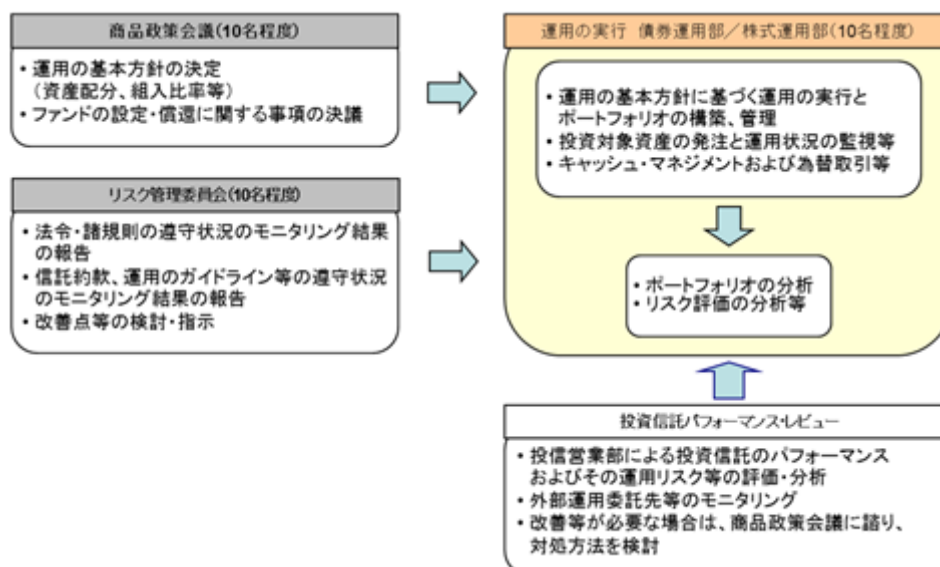 商品政策会議(10名程度)
・運用の基本方針の決定
(資産配分、組入比率等)
・ファンドの設定・償還に関する事項の決議
リスク管理委員会(10名程度)
・法令・諸規則の遵守状況のモニタリング結果
の報告
・信託約款、運用のガイドライン等の遵守状況
のモニタリング結果の報告
・改善点等の検討・指示
運用の実行 債券運用部/株式運用部(10名程度)
・運用の基本方針に基づく運用の実行と
ポートフォリオの構築、管理
・投資対象資産の発注と運用状況の監視等
・キャッシュ・マネジメントおよび為替取引等
・ポートフォリオの分析
・リスク評価の分析等
投資信託パフォーマンス・レビュー
・投信営業部による投資信託のパフォーマンス
およびその運用リスク等の評価・分析
・外部運用委託先等のモニタリング
・改善等が必要な場合は、商品政策会議に諮り、
対処方法を検討